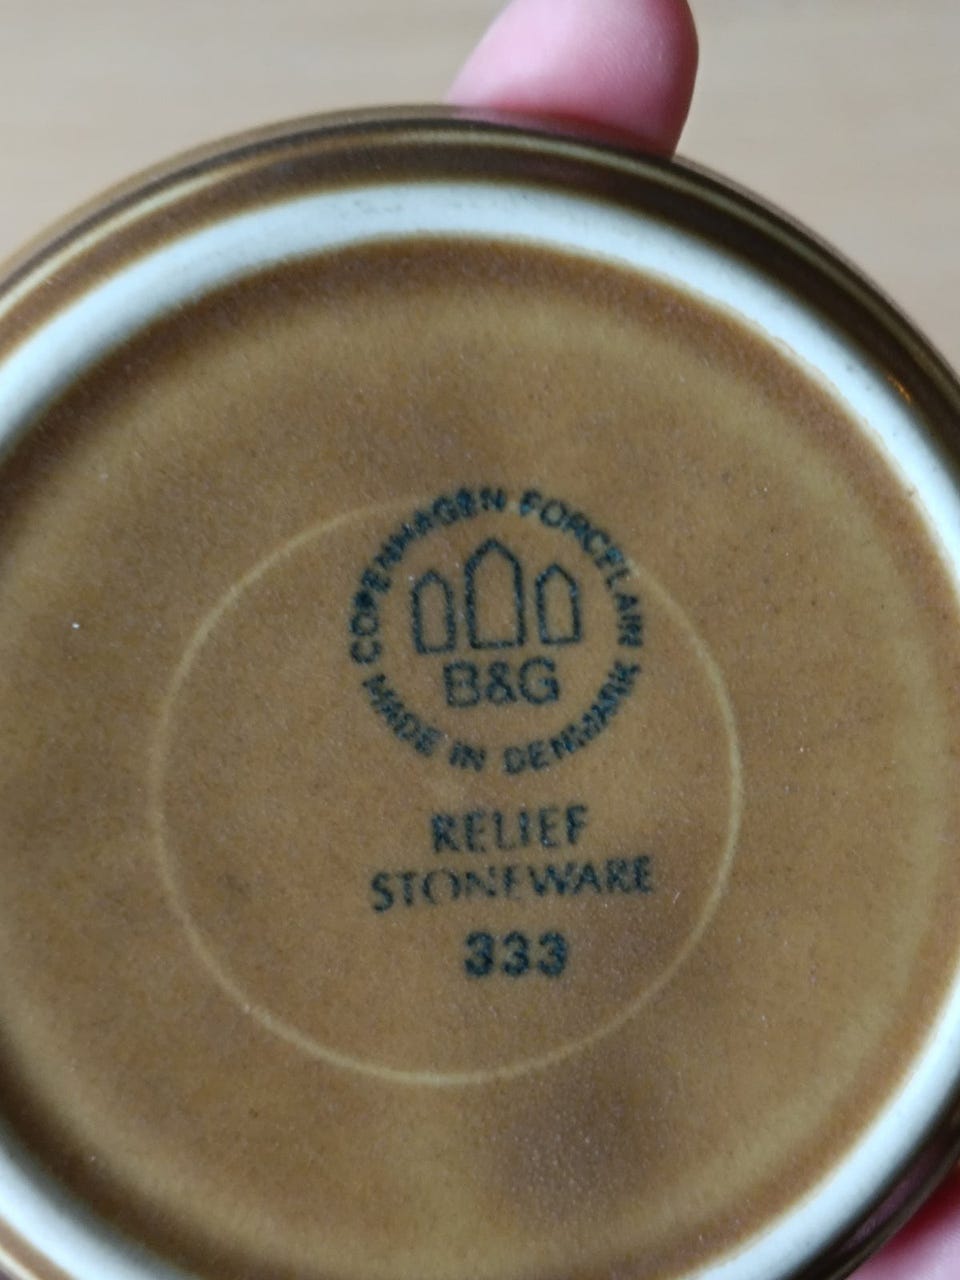 COPENHAGEN PORCELAIN
B&G
MADE IN DENMARK
RELIEF
STONEWARE
333